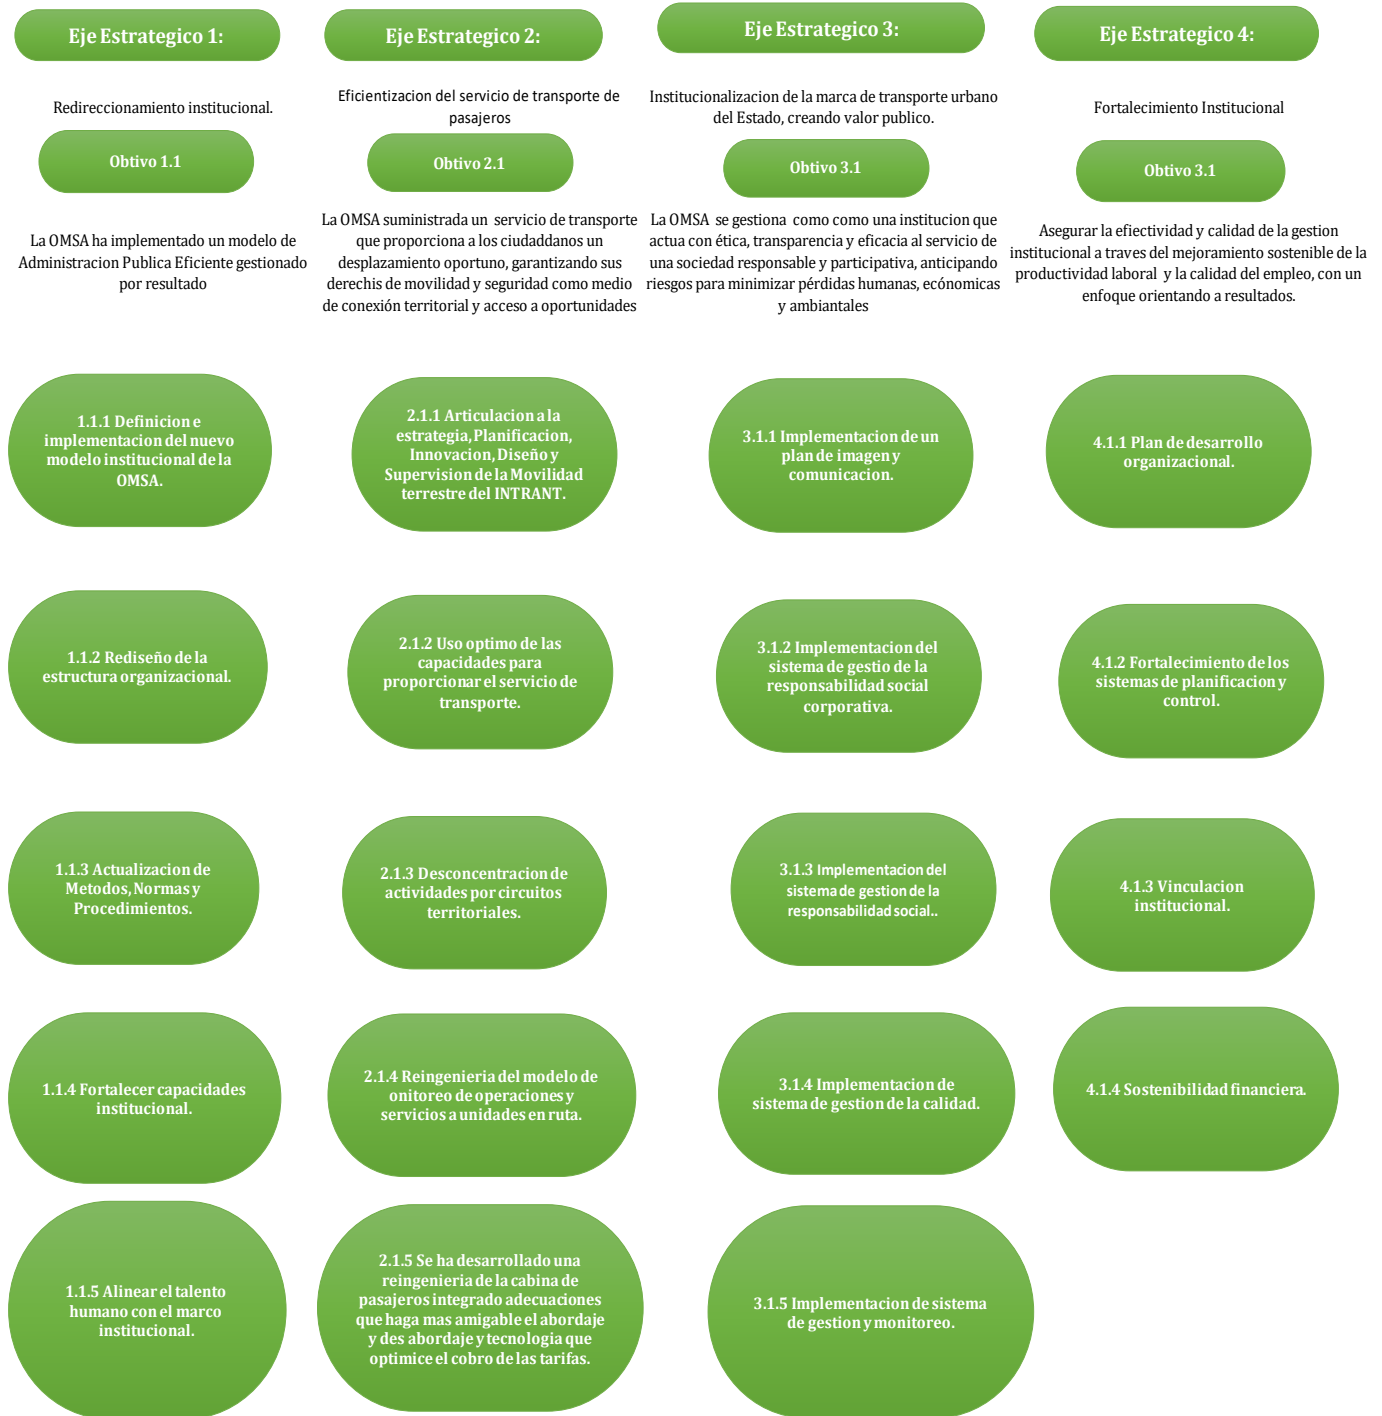 Eje Estrategico 1:
Redireccionamiento institucional.
Obtivo 1.1
La OMSA ha implementado un modelo de
Administracion Publica Eficiente gestionado
por resultado
1.1.1 Definicion e
implementacion del nuevo
modelo institucional de la
OMSA.
1.1.2 Rediseño de la
estructura organizacional.
1.1.3 Actualizacion de
Metodos, Normas y
Procedimientos.
1.1.4 Fortalecer capacidades
institucional.
1.1.5 Alinear el talento
humano con el marco
institucional.
Eje Estrategico 2:
Eficientizacion del servicio de transporte de
pasajeros
Obtivo 2.1
La OMSA suministrada un servicio de transporte
que proporciona a los ciudaddanos un
desplazamiento oportuno, garantizando sus
derechis de movilidad y seguridad como medio
de conexión territorial y acceso a oportunidades
2.1.1 Articulacion a la
estrategia, Planificacion,
Innovacion, Diseño y
Supervision de la Movilidad
terrestre del INTRANT.
2.1.2 Uso optimo de las
capacidades para
proporcionar el servicio de
transporte.
2.1.3 Desconcentracion de
actividades por circuitos
territoriales.
2.1.4 Reingenieria del modelo de
onitoreo de operaciones y
servicios a unidades en ruta.
2.1.5 Se ha desarrollado una
reingenieria de la cabina de
pasajeros integrado adecuaciones
que haga mas amigable el abordaje
y des abordaje y tecnologia que
optimice el cobro de las tarifas.
Eje Estrategico 3:
Institucionalizacion de la marca de transporte urbano
del Estado, creando valor publico.
Obtivo 3.1
La OMSA se gestiona como como una institucion que
actua con ética, transparencia y eficacia al servicio de
una sociedad responsable y participativa, anticipando
riesgos para minimizar pérdidas humanas, ecónomicas
y ambiantales
3.1.1 Implementacion de un
plan de imagen y
comunicacion.
3.1.2 Implementacion del
sistema de gestio de la
responsabilidad social
corporativa.
3.1.3 Implementacion del
sistema de gestion de la
responsabilidad social..
3.1.4 Implementacion de
sistema de gestion de la calidad.
3.1.5 Implementacion de sistema
de gestion y monitoreo.
Eje Estrategico 4:
Fortalecimiento Institucional
Obtivo 3.1
Asegurar la efiectividad y calidad de la gestion
institucional a traves del mejoramiento sostenible de la
productividad laboral y la calidad del empleo, con un
enfoque orientando a resultados.
4.1.1 Plan de desarrollo
organizacional.
4.1.2 Fortalecimiento de los
sistemas de planificacion y
control.
4.1.3 Vinculacion
institucional.
4.1.4 Sostenibilidad financiera.